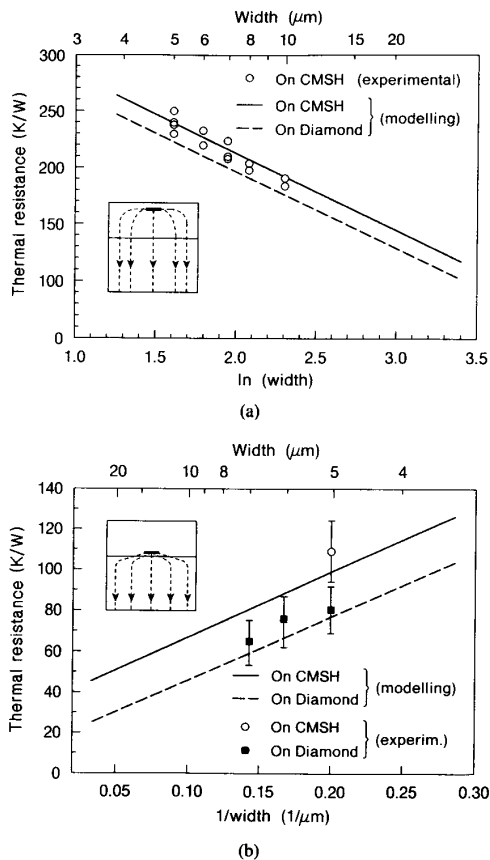 Width (μm)
3 4 5 6 7 8 10 20
300
250
200
150
100
0
Thermal resistance (K/W)
On CMSH (experimental)
On CMSH
On Diamond
(modelling)
1.0 1.5 2.0 2.5 3.0 3.5
ln (width)
(a)
Width (μm)
20 10 8 7 5 4
140
120
100
80
60
40
20
0
Thermal resistance (K/W)
On CMSH
On Diamond
(modelling)
On CMSH
On Diamond
(experim.)
0.05 0.10 0.15 0.20 0.25 0.30
1/width (1/μm)
(b)